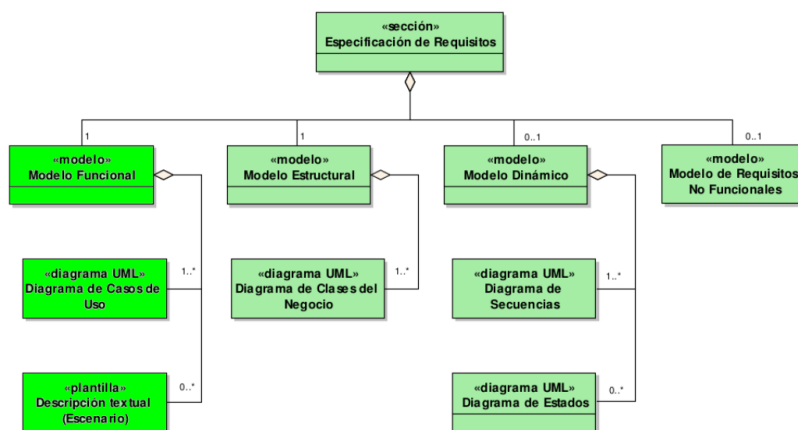 «sección»
Especificación de Requisitos
1
1
0..1
0..1
«modelo»
Modelo Funcional
«modelo»
Modelo Estructural
«modelo»
Modelo Dinámico
«modelo»
Modelo de Requisitos
No Funcionales
«diagrama UML»
Diagrama de Casos de
Uso
1..*
«diagrama UML»
Diagrama de Clases del
Negocio
1..*
«diagrama UML»
Diagrama de
Secuencias
1..*
«plantilla»
Descripción textual
(Escenario)
0..*
«diagrama UML»
Diagrama de Estados
0..*